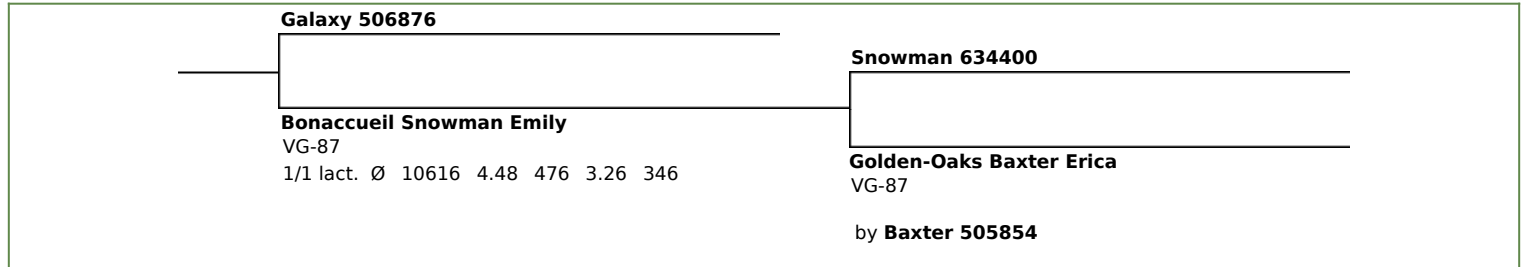 Galaxy 506876
Snowman 634400
Bonaccueil Snowman Emily
VG-87
1/1 lact. Ø 10616 4.48 476 3.26 346
Golden-Oaks Baxter Erica
VG-87
by Baxter 505854